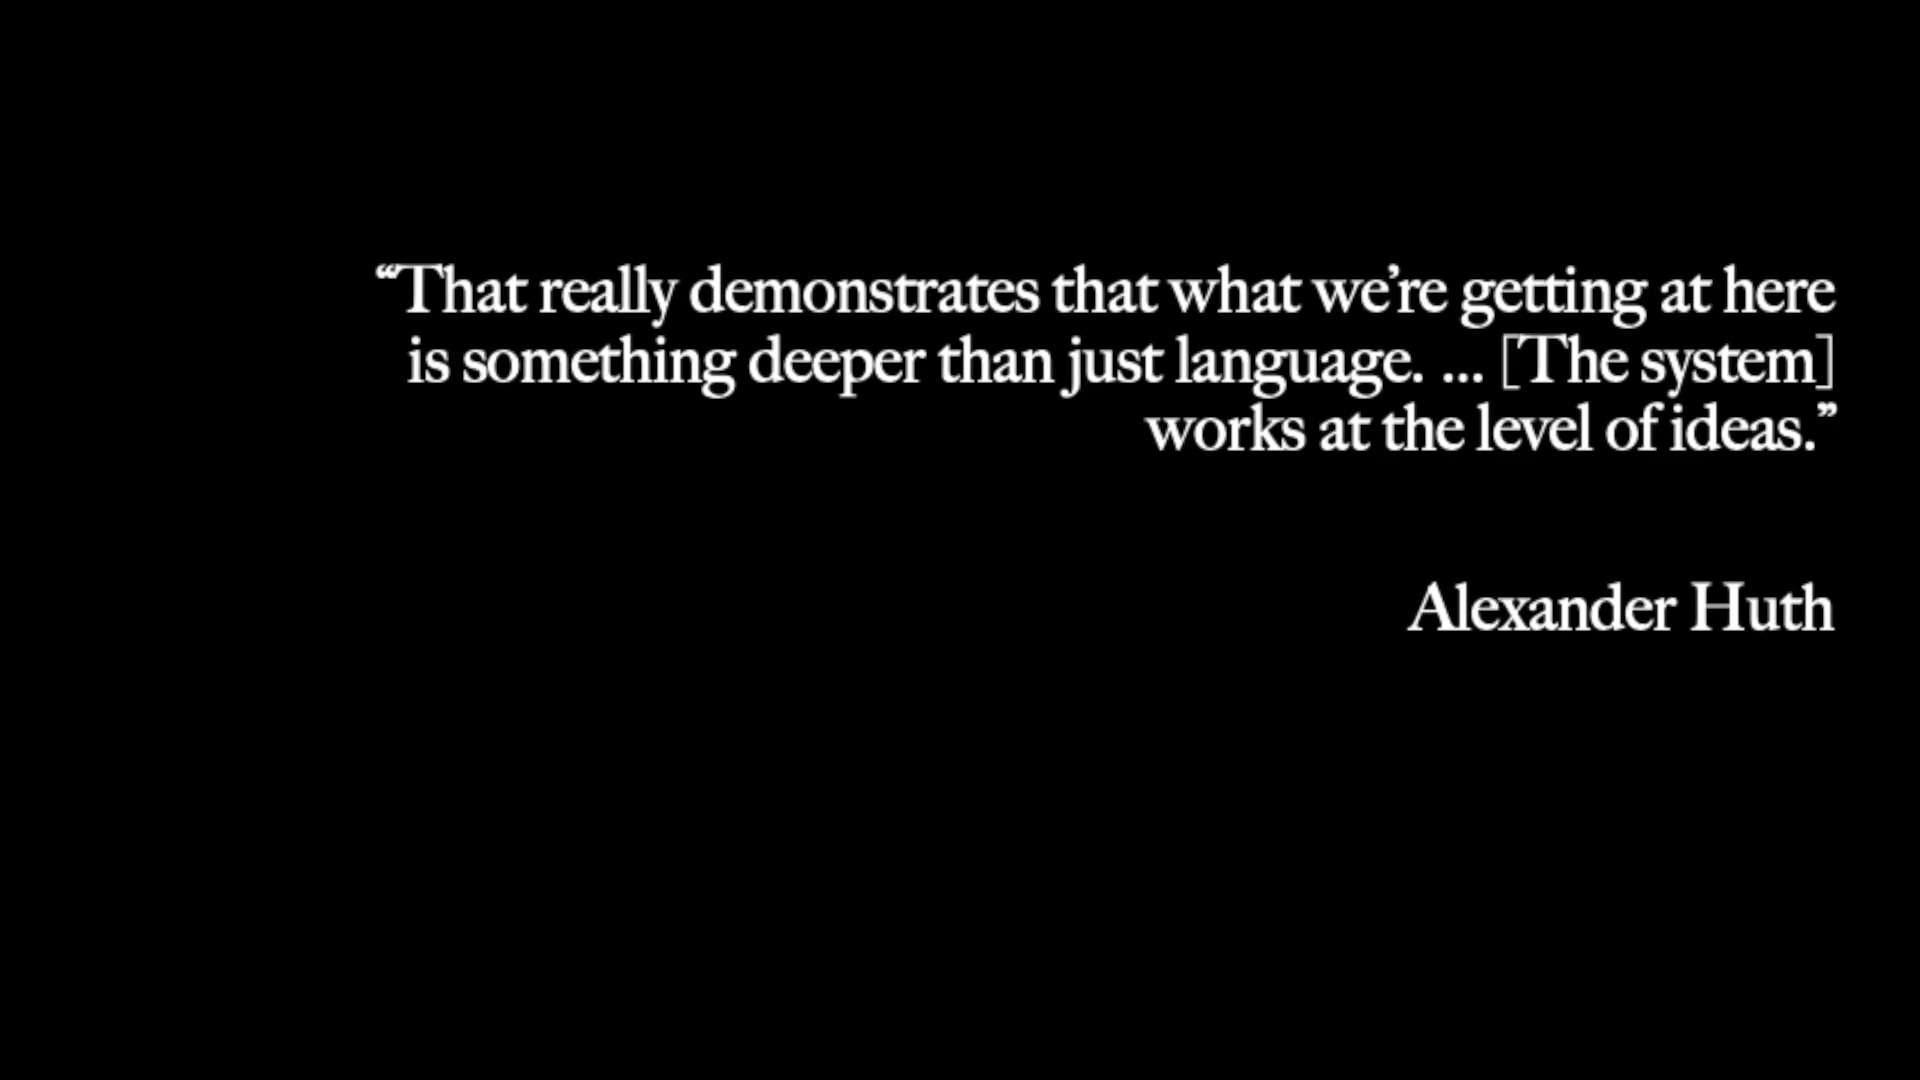 “That really demonstrates that what we’re getting at here
is something deeper than just language. ... [The system]
works at the level of ideas.”
Alexander Huth